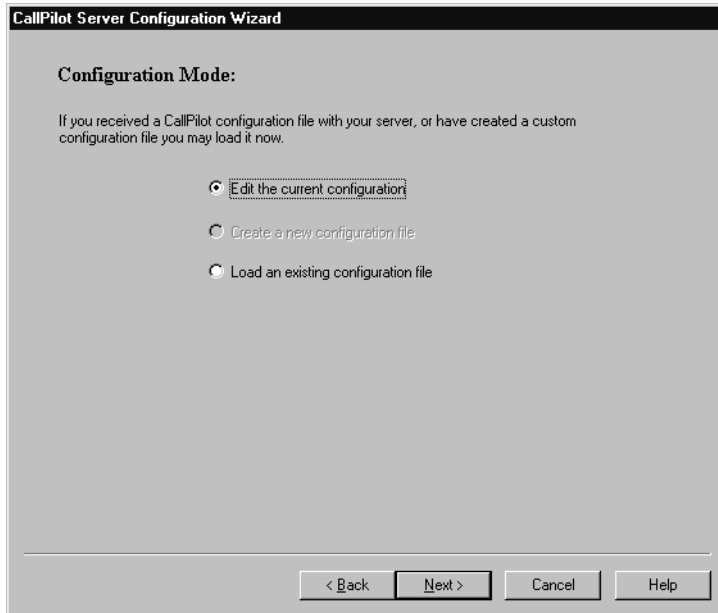 CallPilot Server Configuration Wizard
Configuration Mode:
If you received a CallPilot configuration file with your server, or have created a custom
configuration file you may load it now.
Edit the current configuration
Create a new configuration file
Load an existing configuration file
< Back
Next >
Cancel
Help